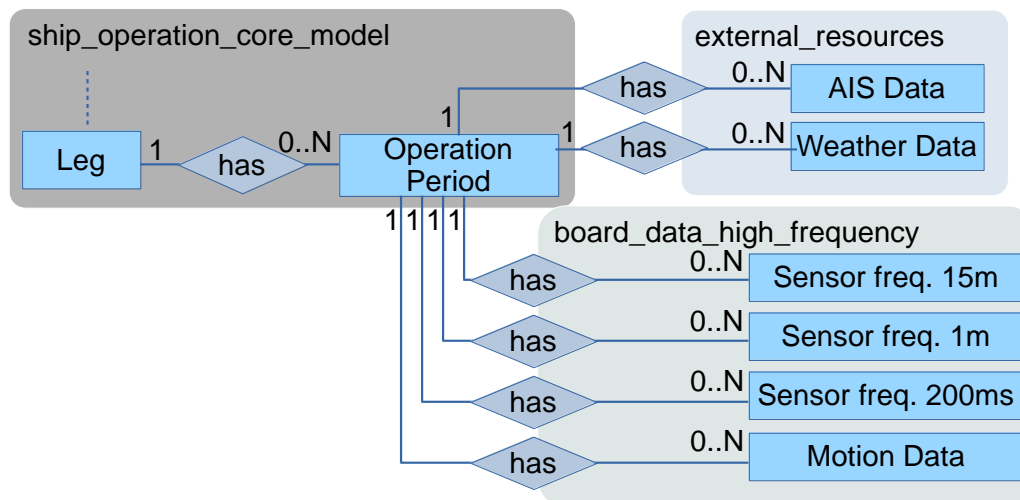 ship_operation_core_model
external_resources
has
0..N
AIS Data
1
1
has
0..N
Weather Data
Leg
1
has
0..N
Operation
Period
1
1
1
1
board_data_high_frequency
has
0..N
Sensor freq. 15m
has
0..N
Sensor freq. 1m
has
0..N
Sensor freq. 200ms
has
0..N
Motion Data